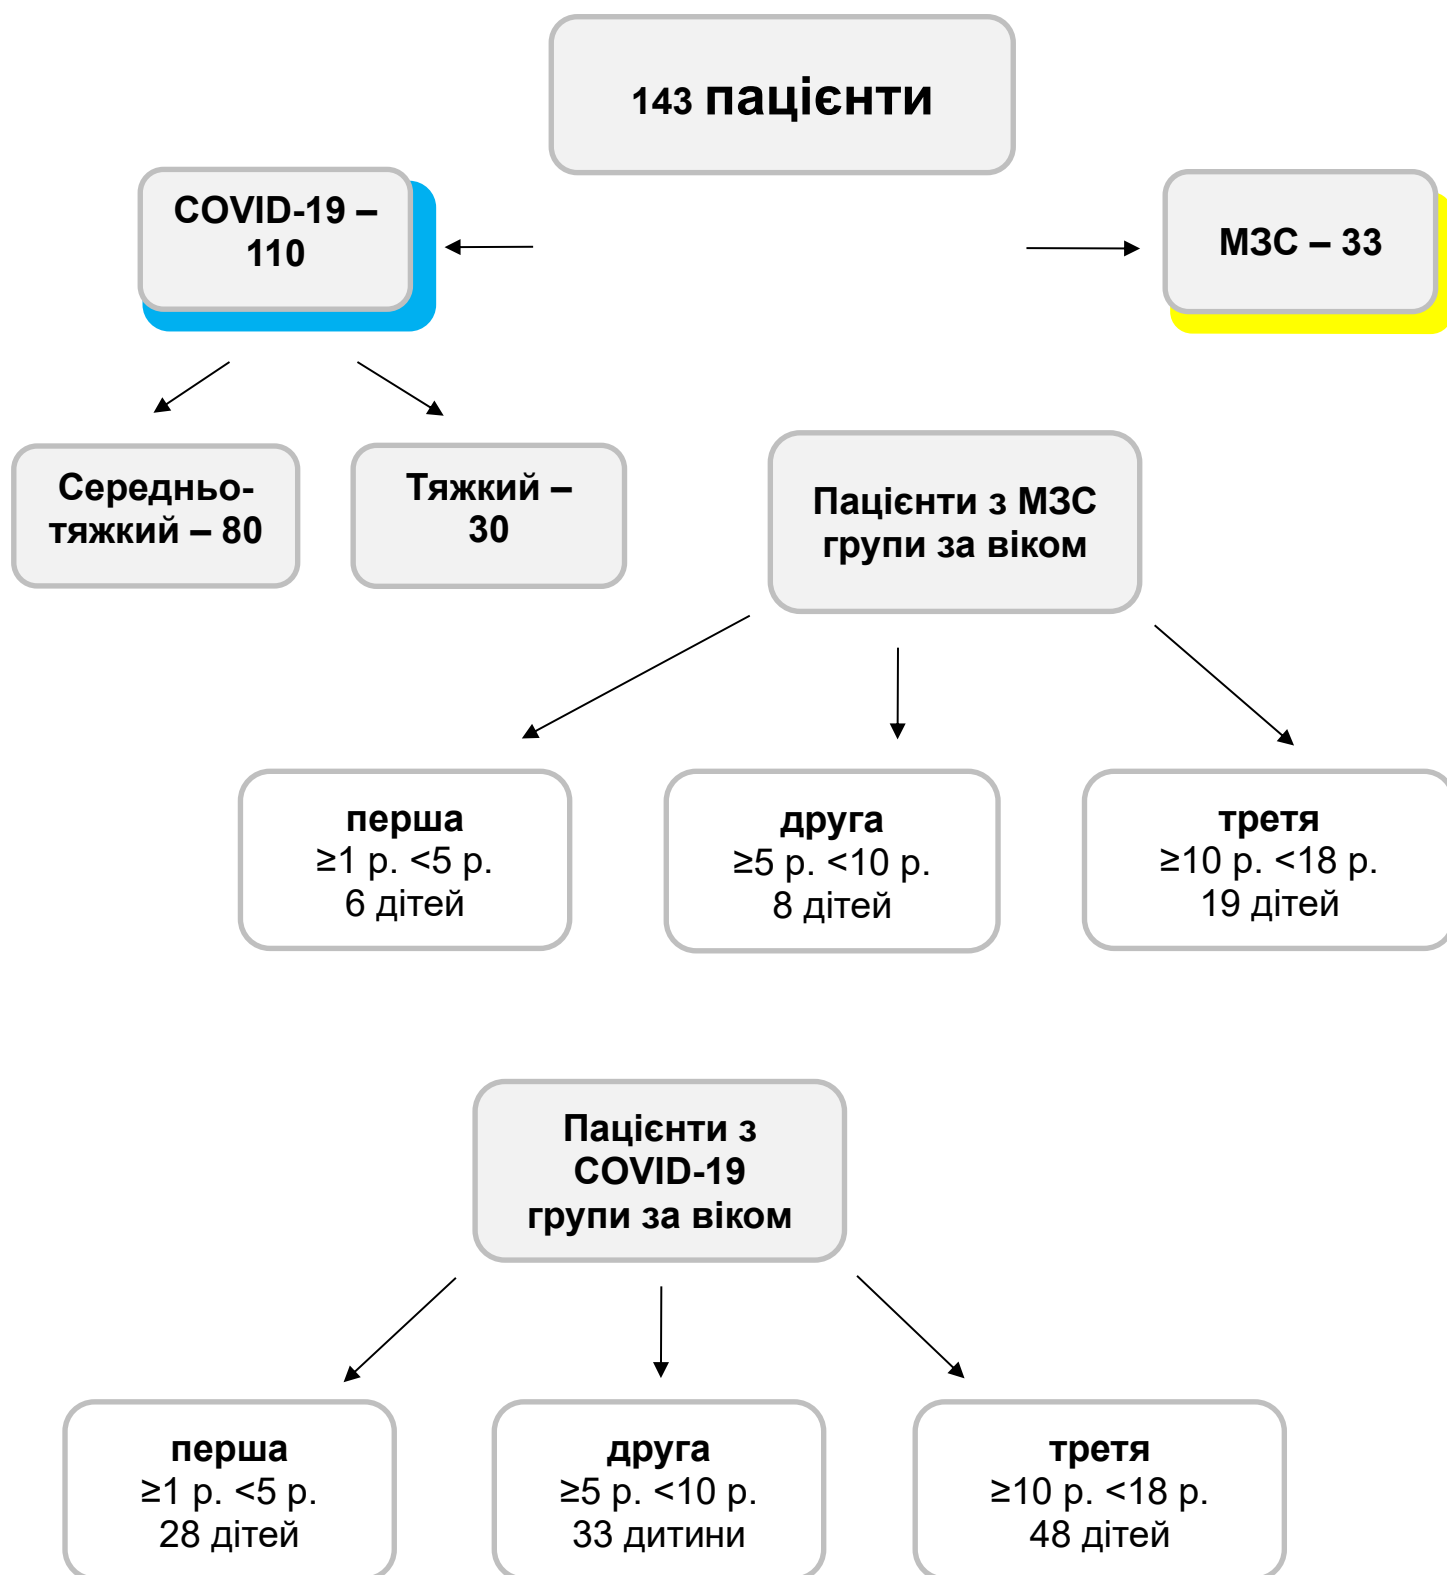 143 пацієнти
COVID-19 –
110
МЗС – 33
Середньо-
тяжкий – 80
Тяжкий –
30
Пацієнти з МЗС
групи за віком
перша
≥1 р. <5 р.
6 дітей
друга
≥5 р. <10 р.
8 дітей
третя
≥10 р. <18 р.
19 дітей
Пацієнти з
COVID-19
групи за віком
перша
≥1 р. <5 р.
28 дітей
друга
≥5 р. <10 р.
33 дитини
третя
≥10 р. <18 р.
48 дітей